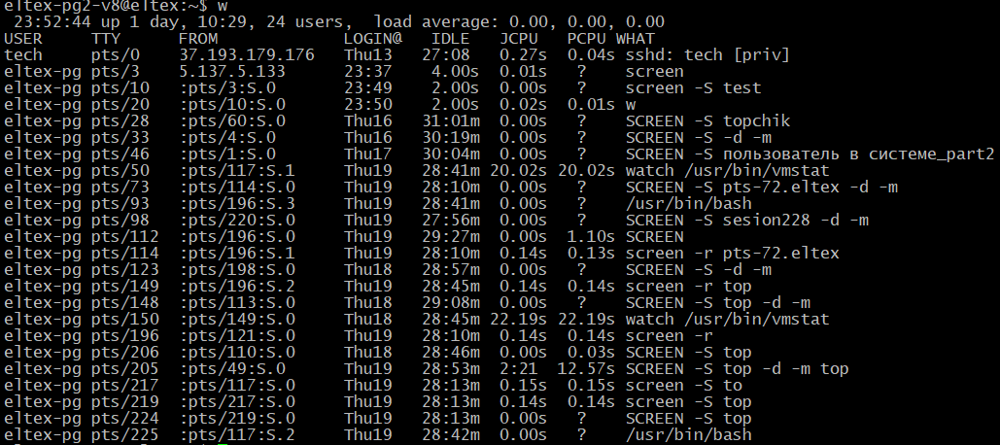 eltex-pg2-v8@eltex:~$ w
 23:52:44 up 1 day, 10:29, 24 users,  load average: 0.00, 0.00, 0.00
USER     TTY      FROM             LOGIN@   IDLE   JCPU   PCPU WHAT
tech     pts/0    37.193.179.176   Thu13   27:08   0.27s  0.04s sshd: tech [priv]
eltex-pg pts/3    5.137.5.133      23:37    4.00s  0.01s   ?    screen
eltex-pg pts/10   :pts/3:S.0       23:49    2.00s  0.00s   ?    screen -S test
eltex-pg pts/20   :pts/10:S.0      23:50    2.00s  0.02s  0.01s w
eltex-pg pts/28   :pts/60:S.0      Thu16   31:01m  0.00s   ?    SCREEN -S topchik
eltex-pg pts/33   :pts/4:S.0       Thu16   30:19m  0.00s   ?    SCREEN -S -d -m
eltex-pg pts/46   :pts/1:S.0       Thu17   30:04m  0.00s   ?    SCREEN -S пользователь в системе_part2
eltex-pg pts/50   :pts/117:S.1     Thu19   28:41m 20.02s 20.02s watch /usr/bin/vmstat
eltex-pg pts/73   :pts/114:S.0     Thu19   28:10m  0.00s   ?    SCREEN -S pts-72.eltex -d -m
eltex-pg pts/93   :pts/196:S.3     Thu19   28:41m  0.00s   ?    /usr/bin/bash
eltex-pg pts/98   :pts/220:S.0     Thu19   27:56m  0.00s   ?    SCREEN -S sesion228 -d -m
eltex-pg pts/112  :pts/196:S.0     Thu19   29:27m  0.00s  1.10s SCREEN
eltex-pg pts/114  :pts/196:S.1     Thu19   28:10m  0.14s  0.13s screen -r pts-72.eltex
eltex-pg pts/123  :pts/198:S.0     Thu18   28:57m  0.00s   ?    SCREEN -S -d -m
eltex-pg pts/149  :pts/196:S.2     Thu19   28:45m  0.14s  0.14s screen -r top
eltex-pg pts/148  :pts/113:S.0     Thu18   29:08m  0.00s   ?    SCREEN -S top -d -m
eltex-pg pts/150  :pts/149:S.0     Thu18   28:45m 22.19s 22.19s watch /usr/bin/vmstat
eltex-pg pts/196  :pts/121:S.0     Thu19   28:10m  0.14s  0.14s screen -r
eltex-pg pts/206  :pts/110:S.0     Thu18   28:46m  0.00s  0.03s SCREEN -S top
eltex-pg pts/205  :pts/49:S.0      Thu19   28:53m  2:21  12.57s SCREEN -S top -d -m top
eltex-pg pts/217  :pts/117:S.0     Thu19   28:13m  0.15s  0.15s screen -S to
eltex-pg pts/219  :pts/217:S.0     Thu19   28:13m  0.14s  0.14s screen -S top
eltex-pg pts/224  :pts/219:S.0     Thu19   28:13m  0.00s   ?    SCREEN -S top
eltex-pg pts/225  :pts/117:S.2     Thu19   28:42m  0.00s   ?    /usr/bin/bash